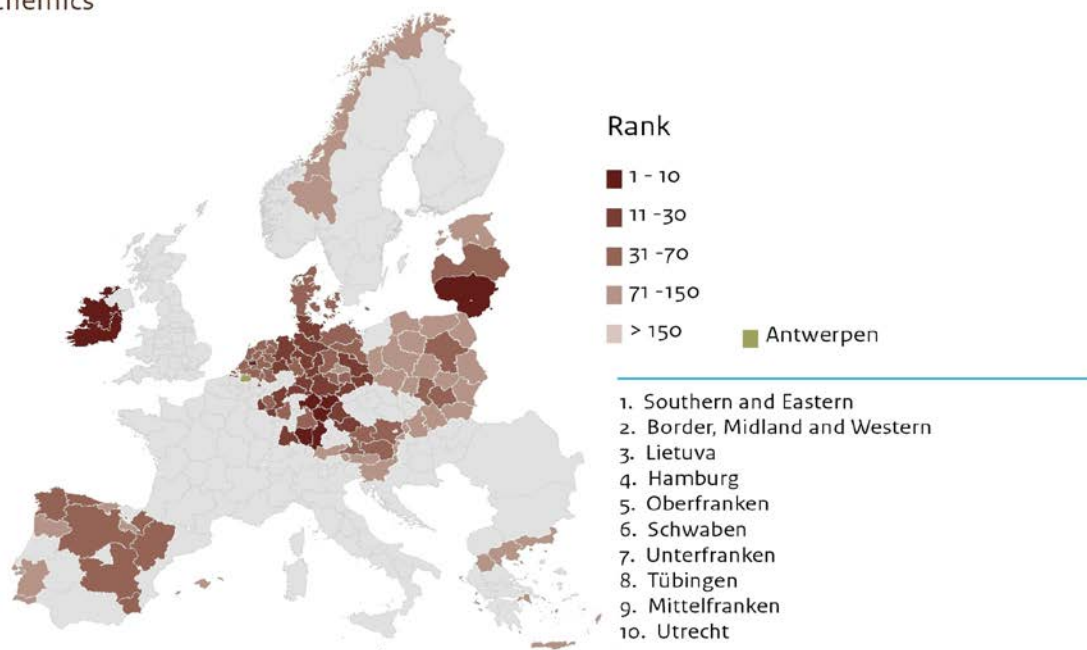 Rank
1 - 10
11 -30
31 -70
71 -150
> 150
Antwerpen
1. Southern and Eastern
2. Border, Midland and Western
3. Lietuva
4. Hamburg
5. Oberfranken
6. Schwaben
7. Unterfranken
8. Tübingen
9. Mittelfranken
10. Utrecht